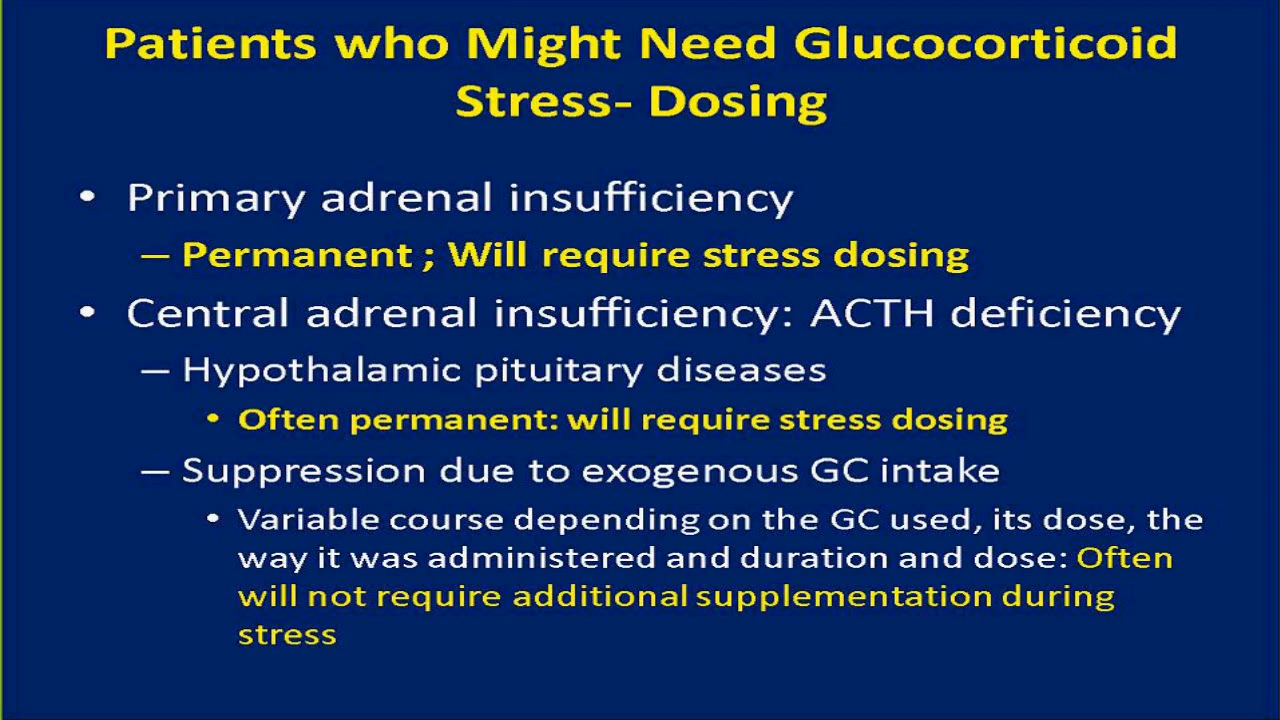 Patients who Might Need Glucocorticoid
Stress- Dosing
• Primary adrenal insufficiency
– Permanent ; Will require stress dosing
• Central adrenal insufficiency: ACTH deficiency
– Hypothalamic pituitary diseases
• Often permanent: will require stress dosing
– Suppression due to exogenous GC intake
• Variable course depending on the GC used, its dose, the
way it was administered and duration and dose: Often
will not require additional supplementation during
stress